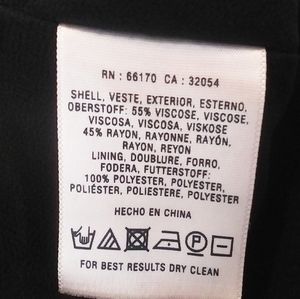 RN : 66170 CA : 32054
SHELL, VESTE, EXTERIOR, ESTERNO,
OBERSTOFF: 55% VISCOSE, VISCOSE,
VISCOSA, VISCOSA, VISKOSE
45% RAYON, RAYONNE, RAYÓN,
RAYON, REYON
LINING, DOUBLURE, FORRO,
FODERA, FUTTERSTOFF:
100% POLYESTER, POLYESTER,
POLIÉSTER, POLIESTERE, POLYESTER
HECHO EN CHINA
P
FOR BEST RESULTS DRY CLEAN